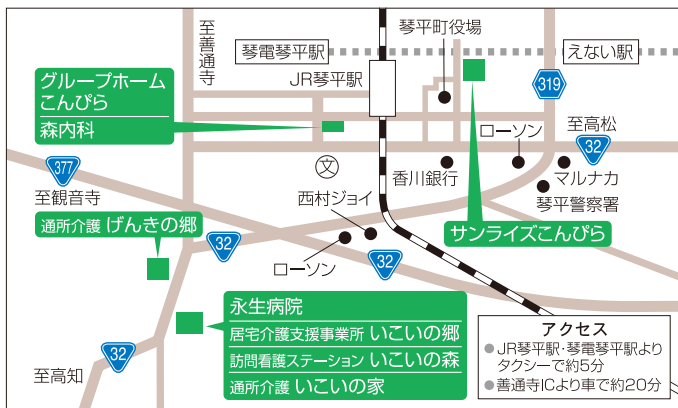 至善通寺
琴電琴平駅
琴平町役場
えない駅
JR琴平駅
319
グループホーム
こんぴら
森内科
ローソン
至高松
32
377
文
香川銀行
マルナカ
琴平警察署
至観音寺
西村ジョイ
通所介護 げんきの郷
32
サンライズこんぴら
ローソン
32
永生病院
居宅介護支援事業所 いこいの郷
訪問看護ステーション いこいの森
通所介護 いこいの家
32
至高知
アクセス
●JR琴平駅・琴電琴平駅より
タクシーで約5分
●善通寺ICより車で約20分